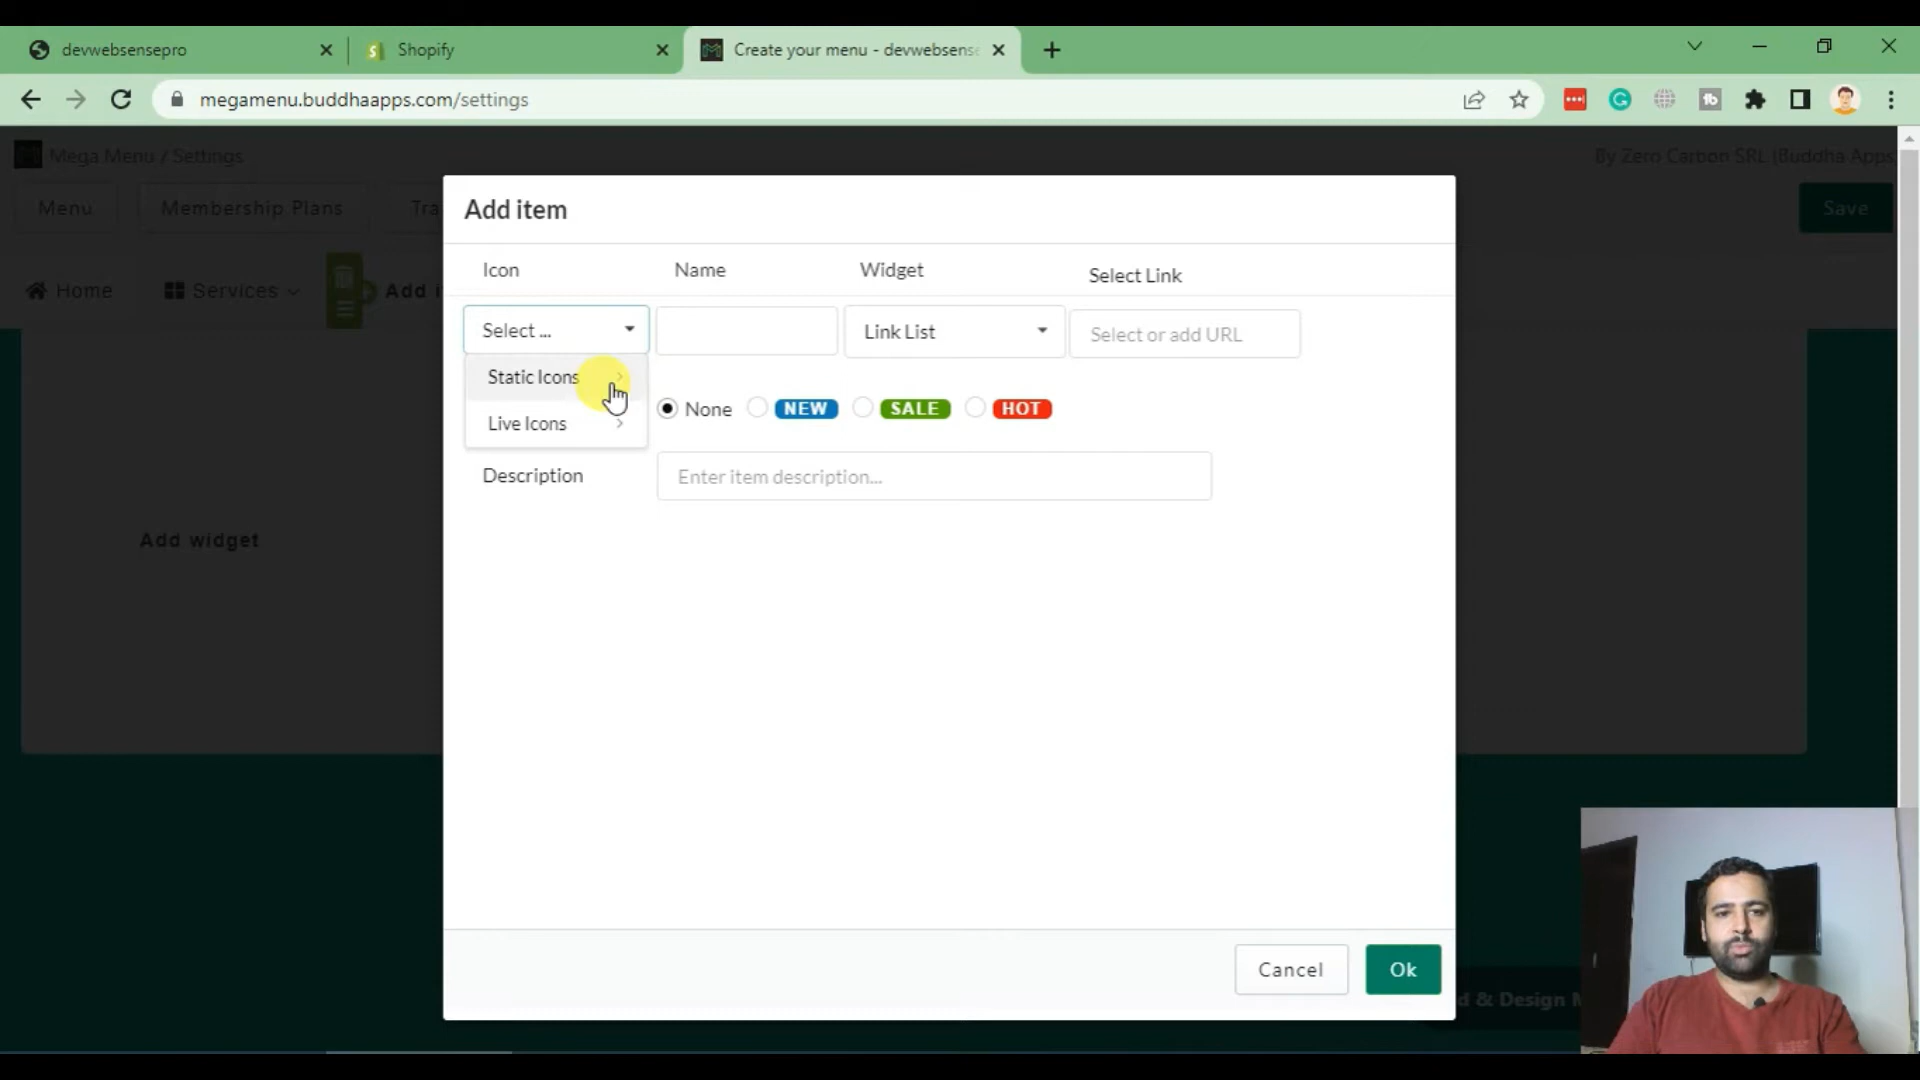 devwebsensepro
Shopify
Create your menu - devwebsense
megamenu.buddhaapps.com/settings
Mega Menu / Settings
By Zero Carbon SRL (Buddha Apps
Menu
Membership Plans
Tra
Save
Home
Services
Add i
Add widget
Add item
Icon
Name
Widget
Select Link
Select ...
Link List
Select or add URL
Static Icons
Live Icons
None
NEW
SALE
HOT
Description
Enter item description...
Cancel
Ok
d & Design M